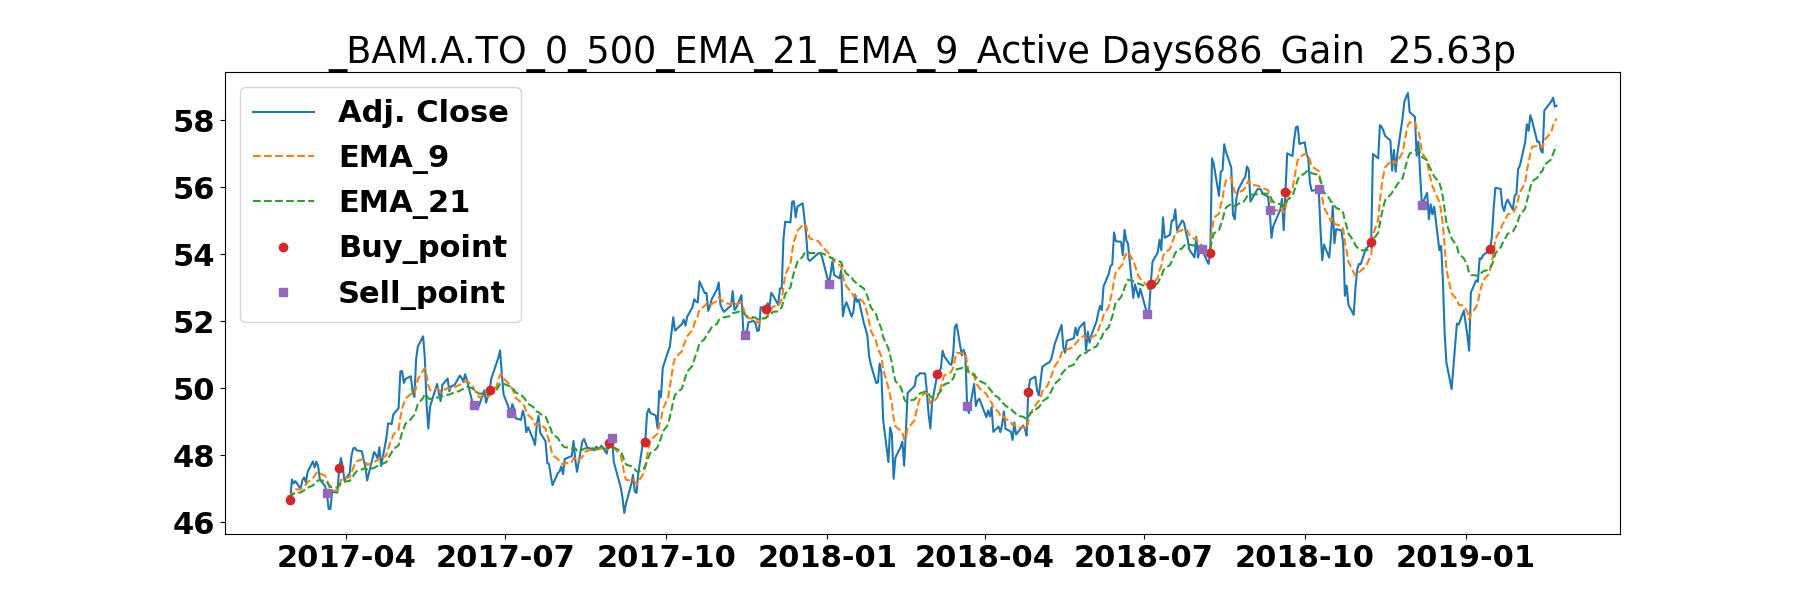 _BAM.A.TO_0_500_EMA_21_EMA_9_Active Days686_Gain  25.63p
Adj. Close
EMA_9
EMA_21
Buy_point
Sell_point
58
56
54
52
50
48
46
2017-04 2017-07 2017-10 2018-01 2018-04 2018-07 2018-10 2019-01